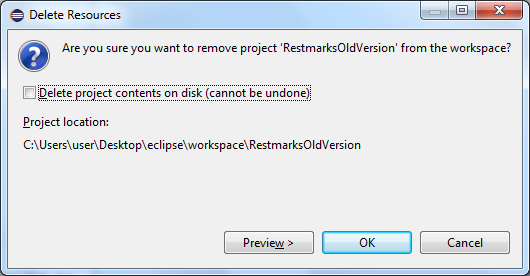 Delete Resources
Are you sure you want to remove project 'RestmarksOldVersion' from the workspace?
Delete project contents on disk (cannot be undone)
Project location:
C:\Users\user\Desktop\eclipse\workspace\RestmarksOldVersion
Preview >
OK
Cancel